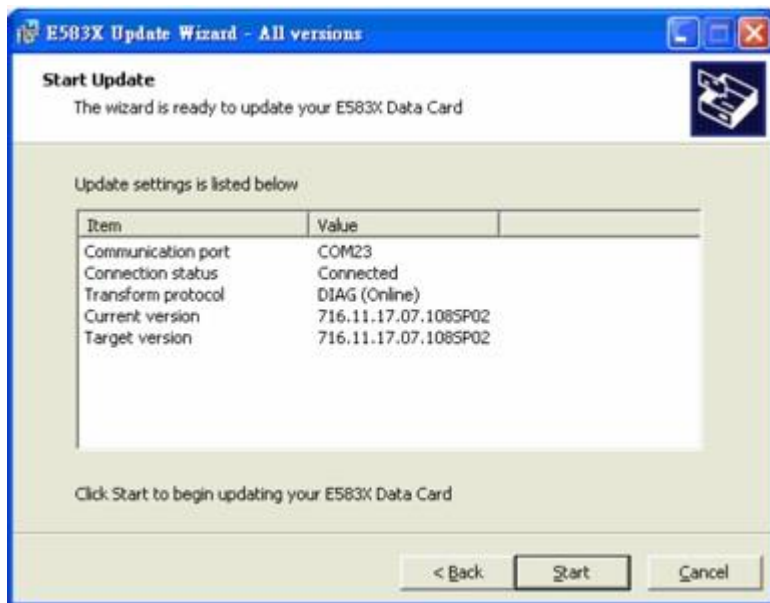 E583X Update Wizard - All versions
Start Update
The wizard is ready to update your E583X Data Card
Update settings is listed below
Item Value
Communication port COM23
Connection status Connected
Transform protocol DIAG (Online)
Current version 716.11.17.07.108SP02
Target version 716.11.17.07.108SP02
Click Start to begin updating your E583X Data Card
< Back Start Cancel